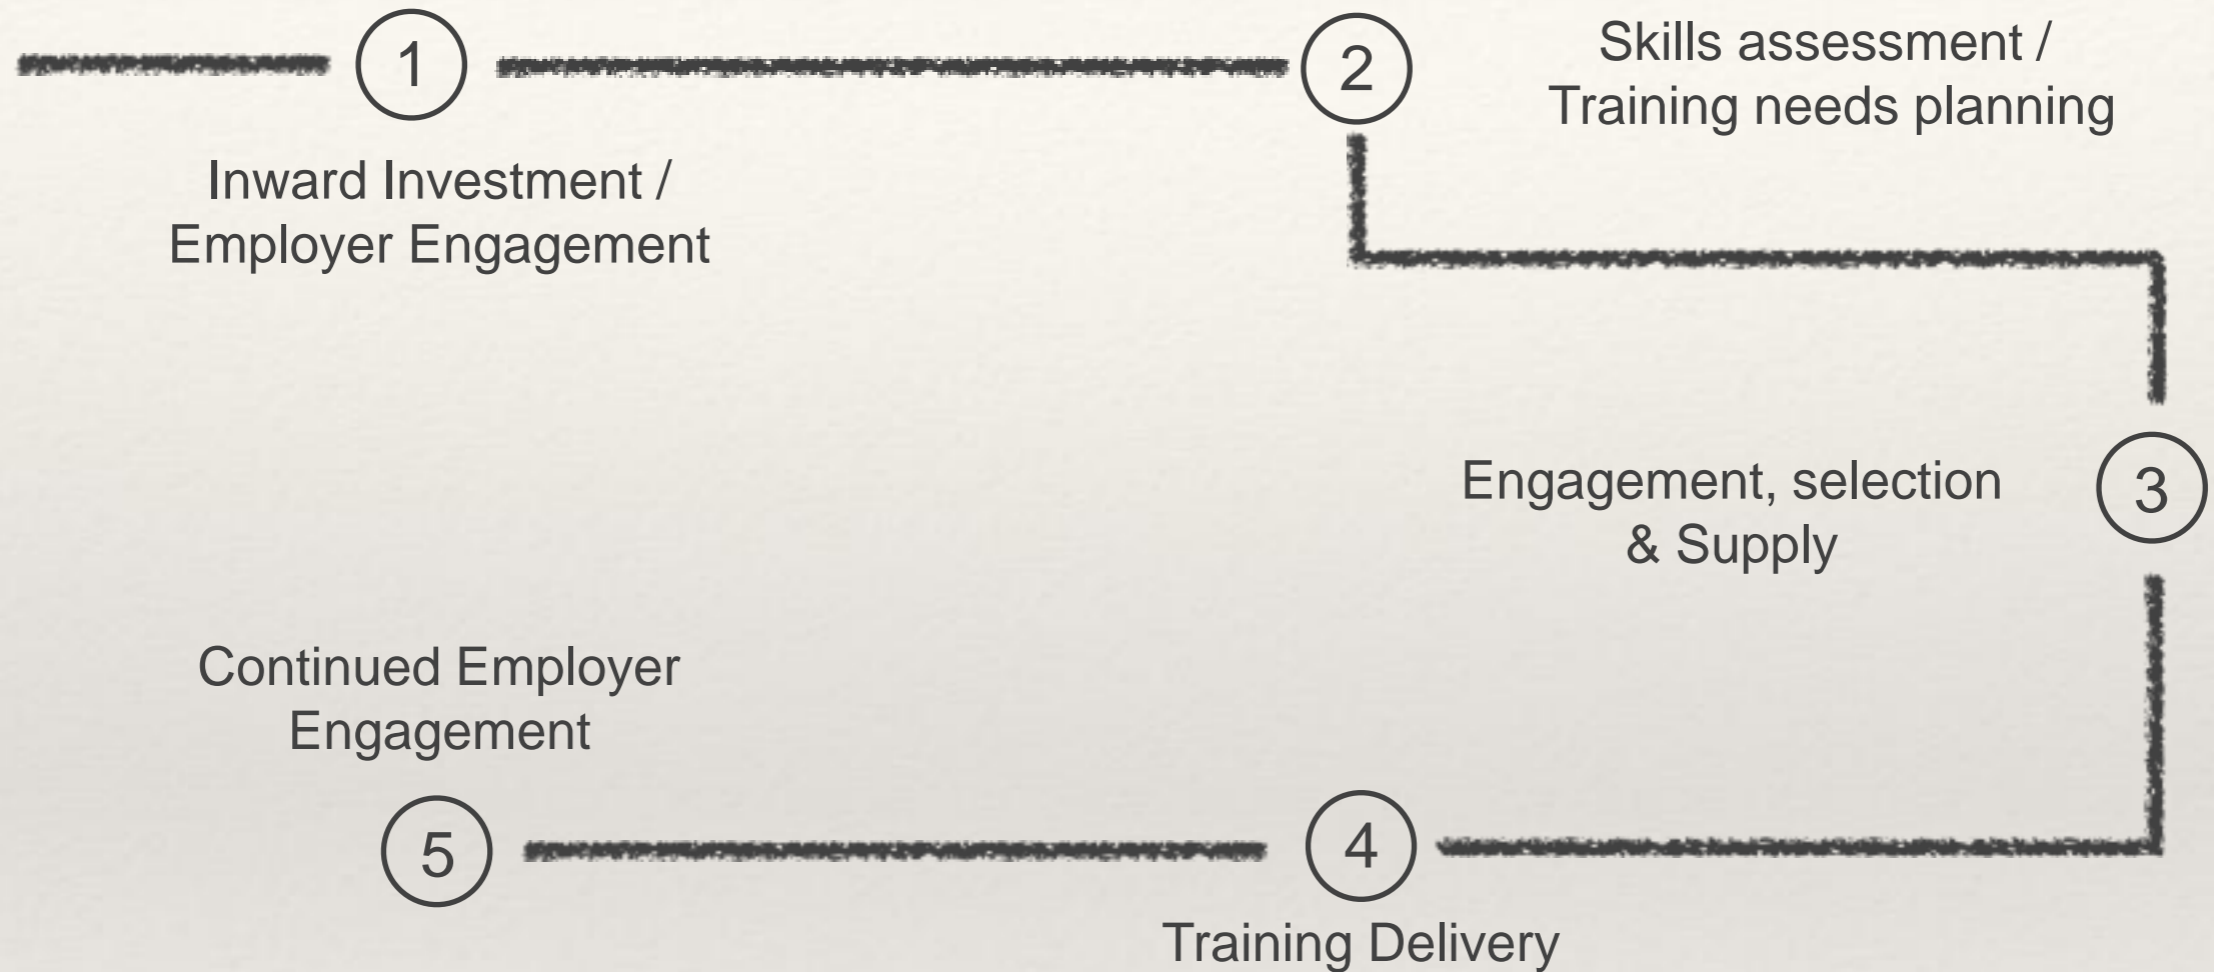 1
Inward Investment /
Employer Engagement
2
Skills assessment /
Training needs planning
Engagement, selection
& Supply
3
4
Training Delivery
Continued Employer
Engagement
5